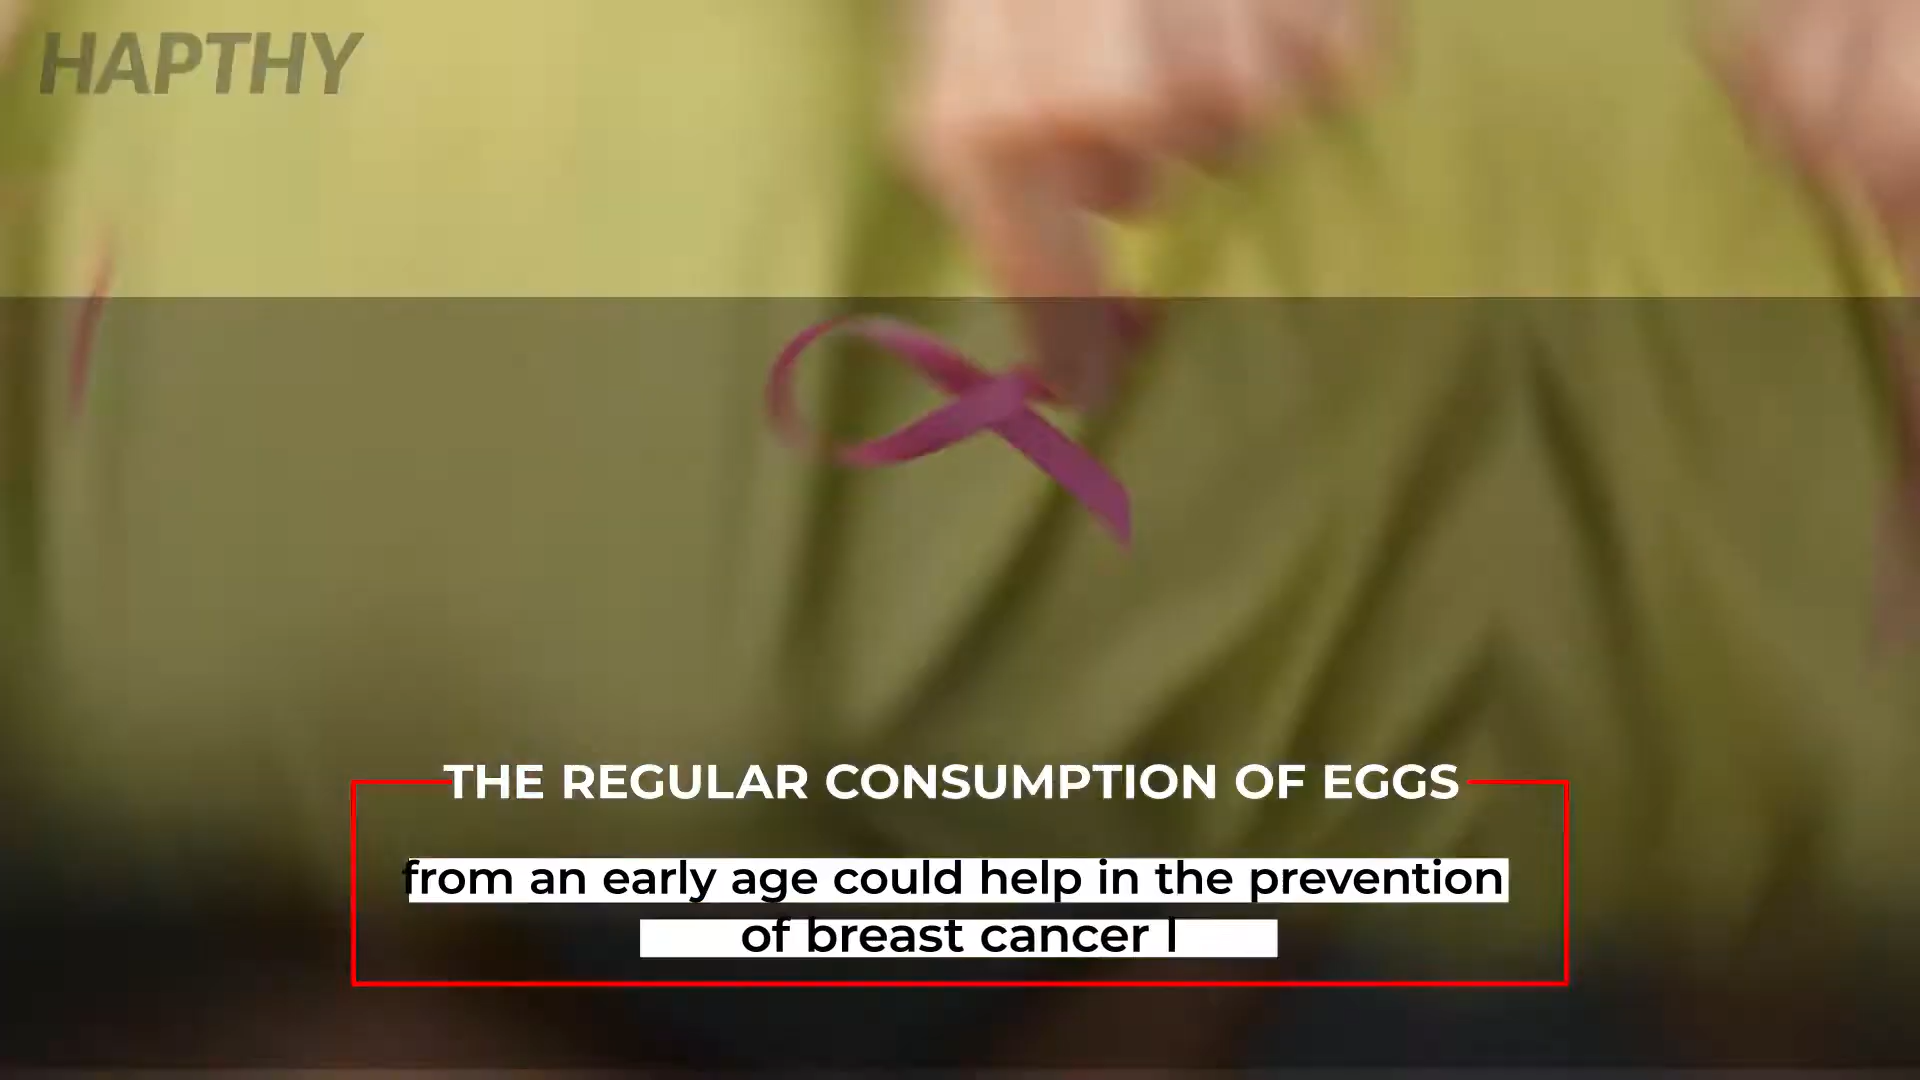 HAPTHY
THE REGULAR CONSUMPTION OF EGGS
from an early age could help in the prevention
of breast cancer l